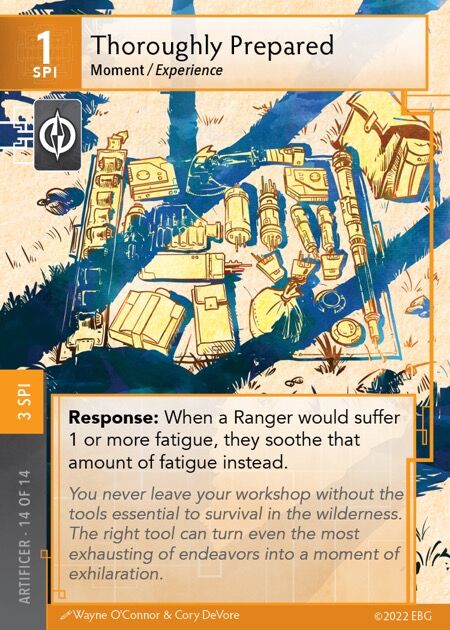 1
SPI
Thoroughly Prepared
Moment / Experience
3 SPI
ARTIFICER - 14 OF 14
Response: When a Ranger would suffer
1 or more fatigue, they soothe that
amount of fatigue instead.
You never leave your workshop without the
tools essential to survival in the wilderness.
The right tool can turn even the most
exhausting of endeavors into a moment of
exhilaration.
Wayne O'Connor & Cory DeVore
©2022 EBG